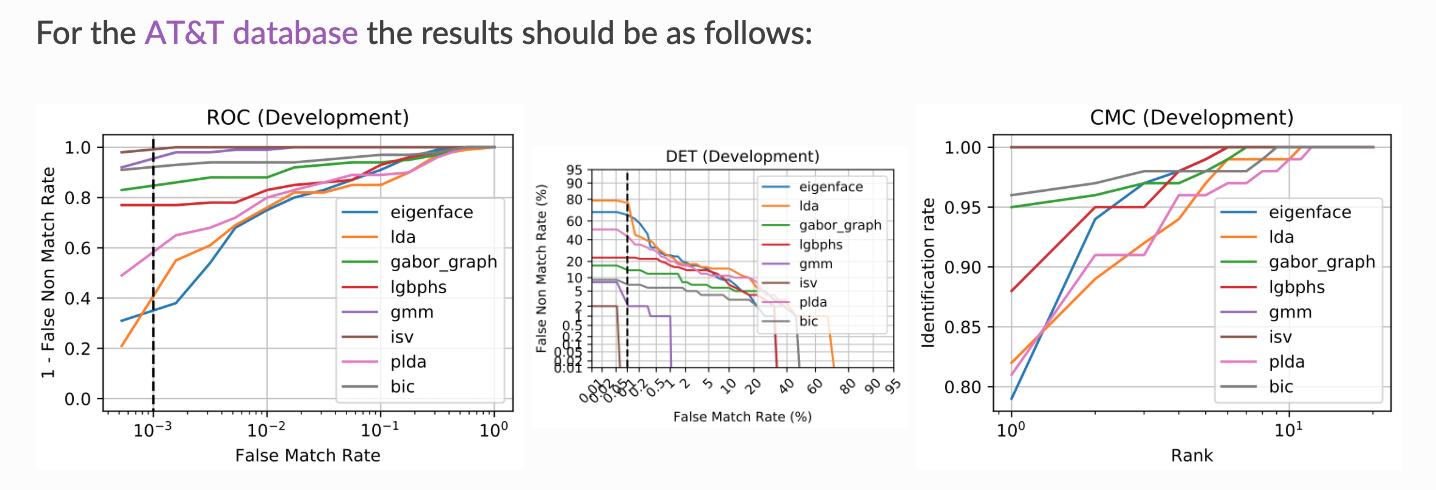 For the AT&T database the results should be as follows:
ROC (Development)
1 - False Non Match Rate
1.0
0.8
0.6
0.4
0.2
0.0
eigenface
lda
gabor_graph
lgbphs
gmm
isv
plda
bic
10⁻³ 10⁻² 10⁻¹ 10⁰
False Match Rate
DET (Development)
False Non Match Rate (%)
95
90
80
60
40
20
10
5
2
1
0.5
0.2
0.1
0.05
0.02
0.01
eigenface
lda
gabor_graph
lgbphs
gmm
isv
plda
bic
0.01 0.02 0.05 0.1 0.2 0.5 1 2 5 10 20 40 60 80 90 95
False Match Rate (%)
CMC (Development)
Identification rate
1.00
0.95
0.90
0.85
0.80
eigenface
lda
gabor_graph
lgbphs
gmm
isv
plda
bic
10⁰ 10¹
Rank